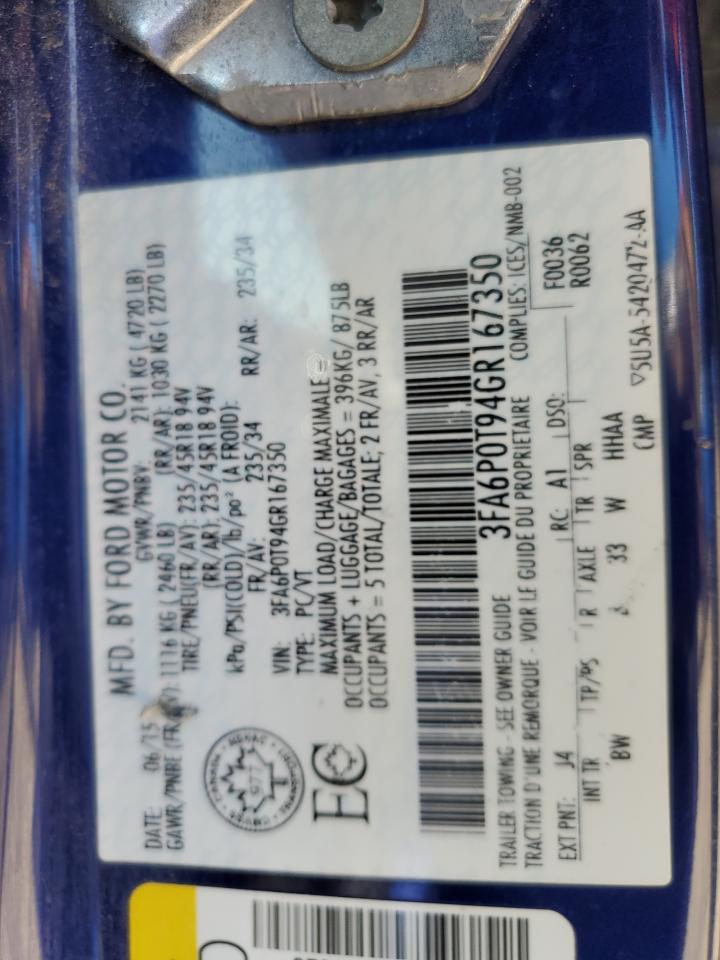 MFD. BY FORD MOTOR CO.
DATE: 06/15 GVWR/PNBV: 2141 KG ( 4720 LB)
GAWR/PNBE (FR/AV): 1116 KG ( 2460 LB) (RR/AR): 1030 KG ( 2270 LB)
TIRE/PNEU(FR/AV): 235/45R18 94V
(RR/AR): 235/45R18 94V
kPa/PSI(COLD)/lb/po² (A FROID):
FR/AV: 235/34 RR/AR: 235/34
VIN: 3FA6P0T94GR167350
TYPE: PC/VT
MAXIMUM LOAD/CHARGE MAXIMALE=
OCCUPANTS + LUGGAGE/BAGAGES = 396KG/ 875LB
OCCUPANTS = 5 TOTAL/TOTALE; 2 FR/AV, 3 RR/AR
CANADA
EC
3FA6P0T94GR167350
TRAILER TOWING - SEE OWNER GUIDE COMPLIES: ICES/NMB-002
TRACTION D'UNE REMORQUE - VOIR LE GUIDE DU PROPRIETAIRE
EXT PNT: J4 RC: A1 DSO: F0036
R0062
INT TR TP/PS R AXLE TR SPR
BW 33 W HHAA
CMP ▽5U5A-5420472-AA